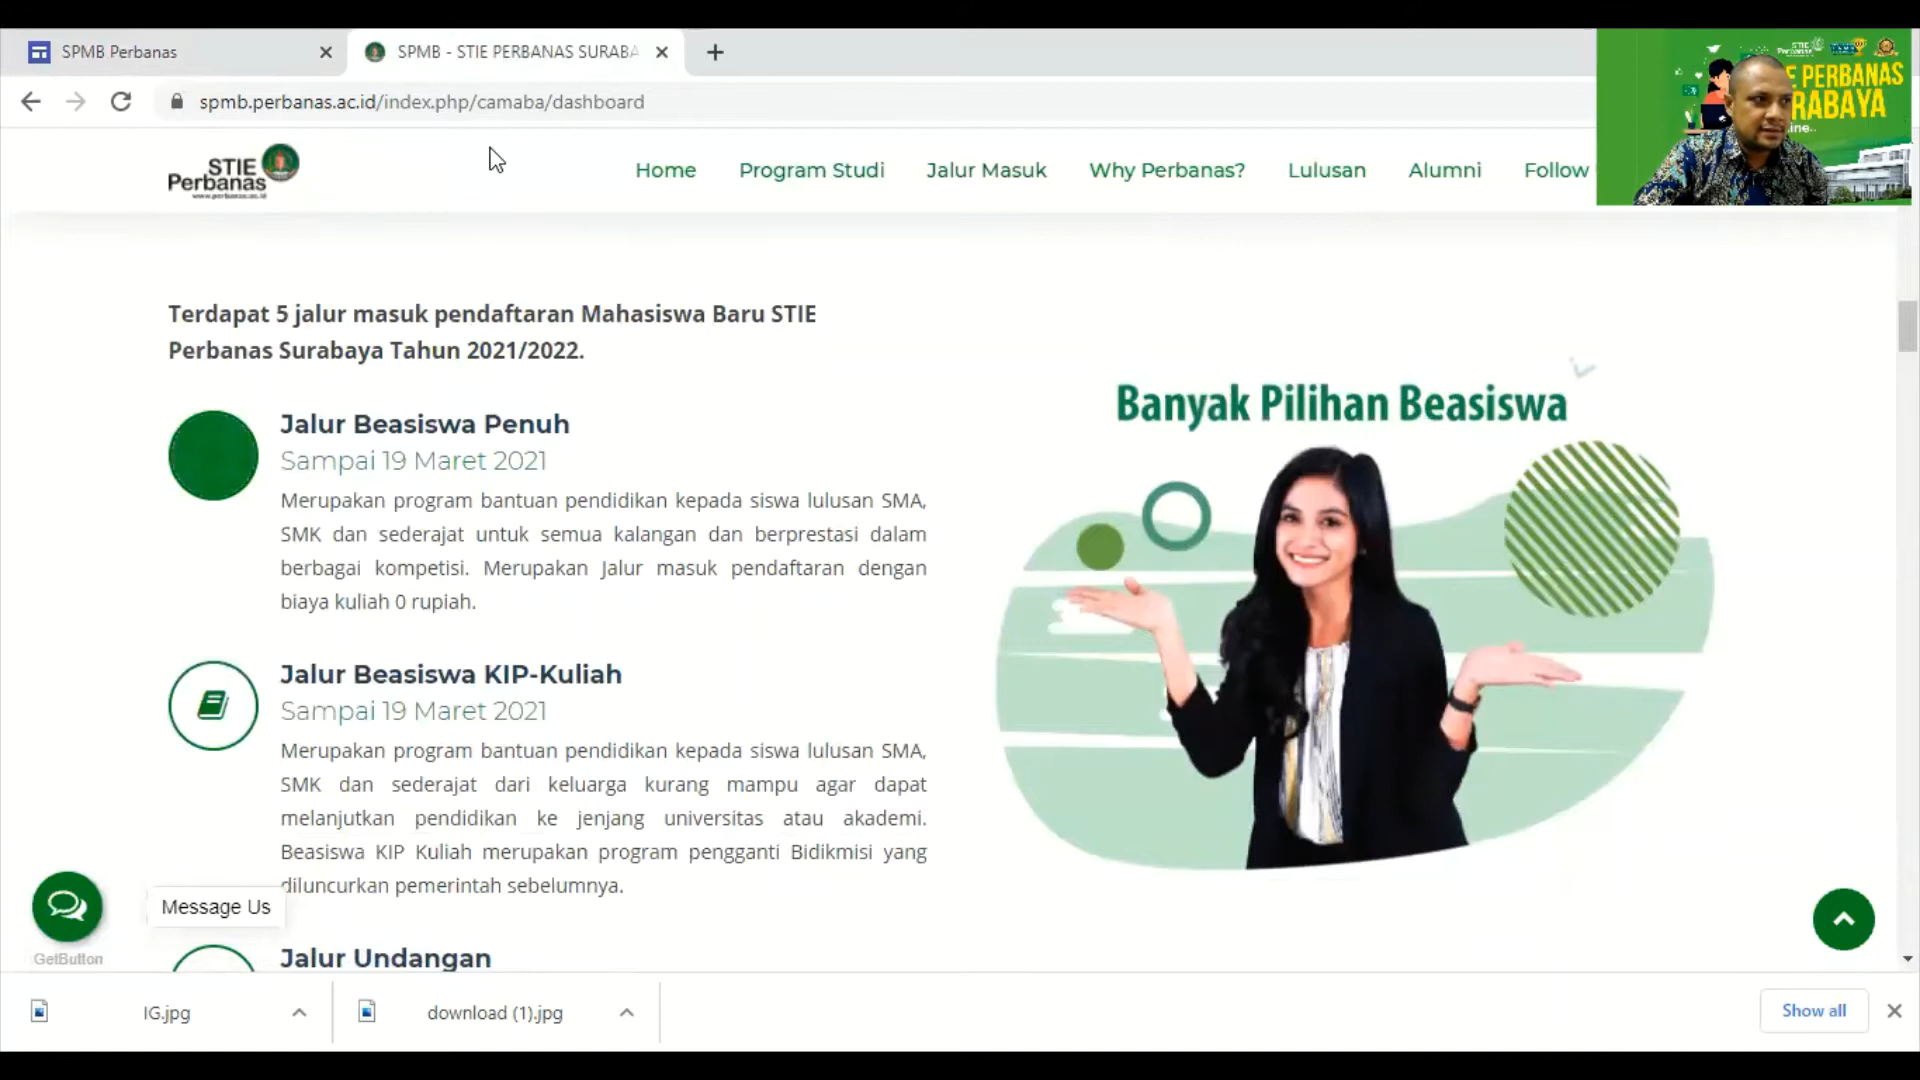 SPMB Perbanas
SPMB - STIE PERBANAS SURABA
spmb.perbanas.ac.id/index.php/camaba/dashboard
STIE
Perbanas
www.perbanas.ac.id
Home
Program Studi
Jalur Masuk
Why Perbanas?
Lulusan
Alumni
Follow
STIE
Perbanas
E PERBANAS
RABAYA
Terdapat 5 jalur masuk pendaftaran Mahasiswa Baru STIE
Perbanas Surabaya Tahun 2021/2022.
Jalur Beasiswa Penuh
Sampai 19 Maret 2021
Merupakan program bantuan pendidikan kepada siswa lulusan SMA,
SMK dan sederajat untuk semua kalangan dan berprestasi dalam
berbagai kompetisi. Merupakan Jalur masuk pendaftaran dengan
biaya kuliah 0 rupiah.
Jalur Beasiswa KIP-Kuliah
Sampai 19 Maret 2021
Merupakan program bantuan pendidikan kepada siswa lulusan SMA,
SMK dan sederajat dari keluarga kurang mampu agar dapat
melanjutkan pendidikan ke jenjang universitas atau akademi.
Beasiswa KIP Kuliah merupakan program pengganti Bidikmisi yang
diluncurkan pemerintah sebelumnya.
Jalur Undangan
Banyak Pilihan Beasiswa
Message Us
GetButton
IG.jpg
download (1).jpg
Show all